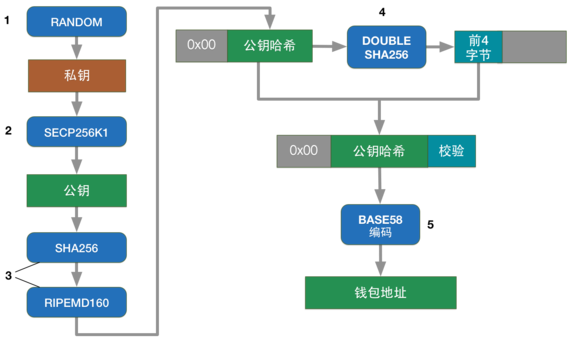 1
RANDOM
私钥
2
SECP256K1
公钥
SHA256
3
RIPEMD160
4
0x00
公钥哈希
DOUBLE
SHA256
前4
字节
0x00
公钥哈希
校验
BASE58
编码
5
钱包地址